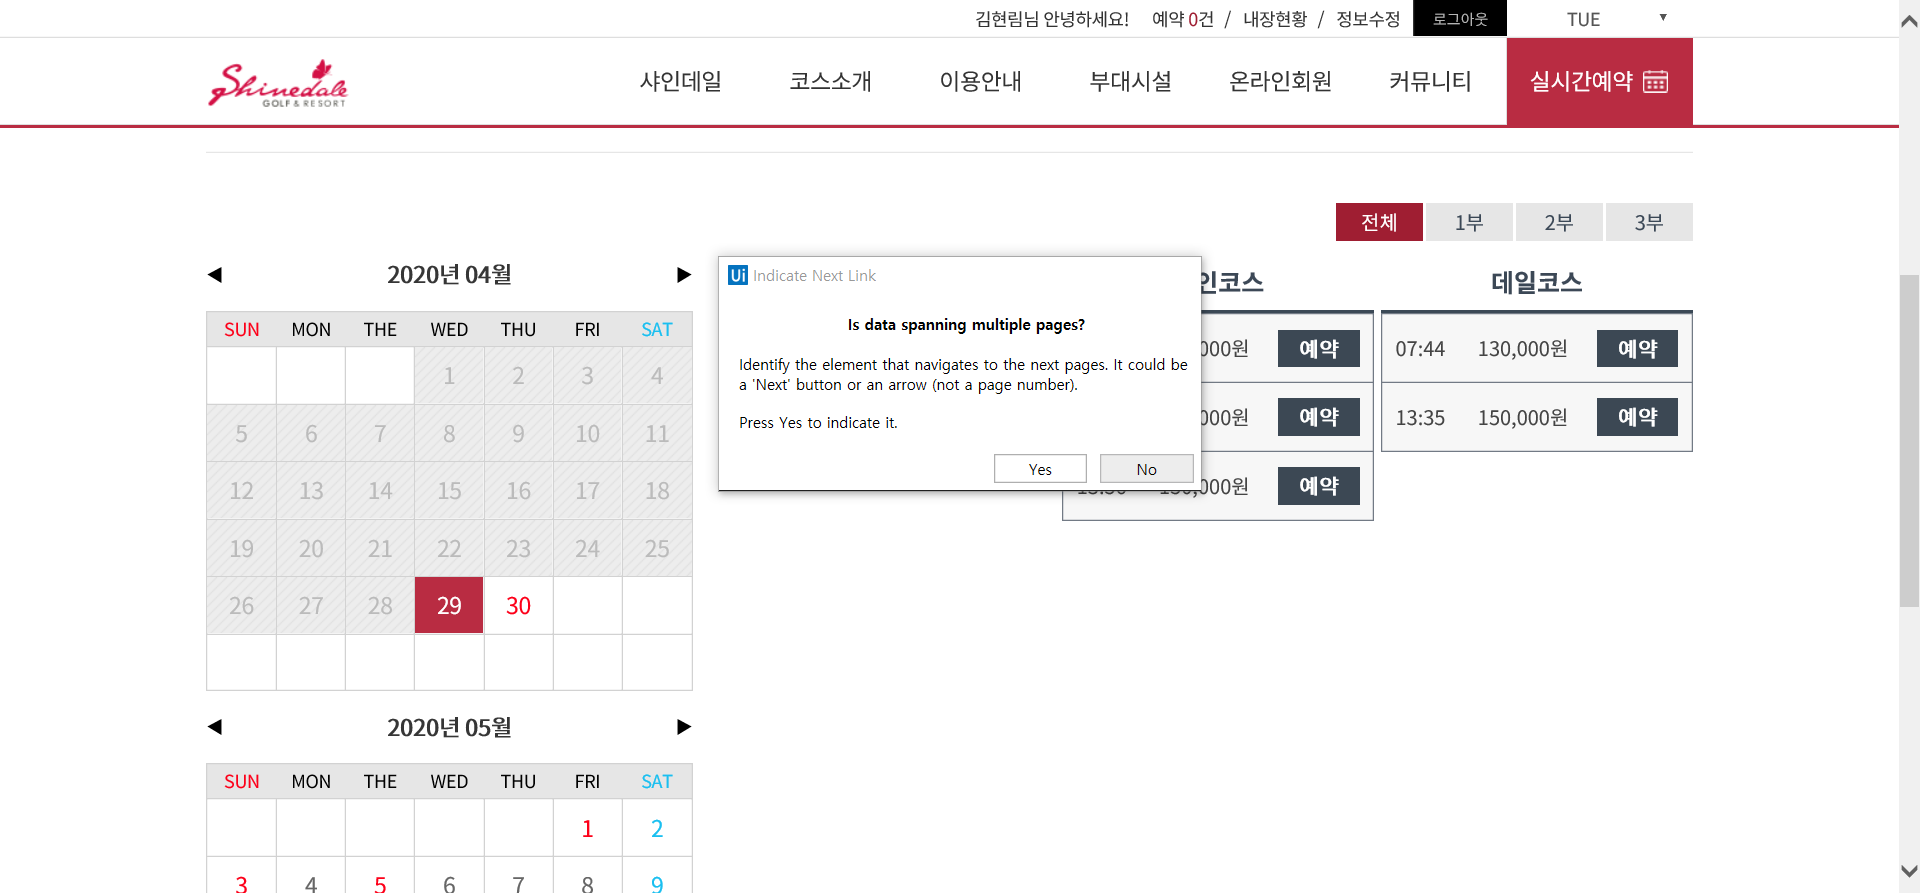 김현림님 안녕하세요! 예약 0건 / 내장현황 / 정보수정 로그아웃 TUE ▼
Shinedale
GOLF & RESORT
샤인데일 코스소개 이용안내 부대시설 온라인회원 커뮤니티 실시간예약
전체 1부 2부 3부
◀ 2020년 04월 ▶
SUN MON THE WED THU FRI SAT
1 2 3 4
5 6 7 8 9 10 11
12 13 14 15 16 17 18
19 20 21 22 23 24 25
26 27 28 29 30
Ui Indicate Next Link
Is data spanning multiple pages?
Identify the element that navigates to the next pages. It could be
a 'Next' button or an arrow (not a page number).
Press Yes to indicate it.
Yes No
인코스
000원 예약
000원 예약
000원 예약
데일코스
07:44 130,000원 예약
13:35 150,000원 예약
◀ 2020년 05월 ▶
SUN MON THE WED THU FRI SAT
1 2
3 4 5 6 7 8 9